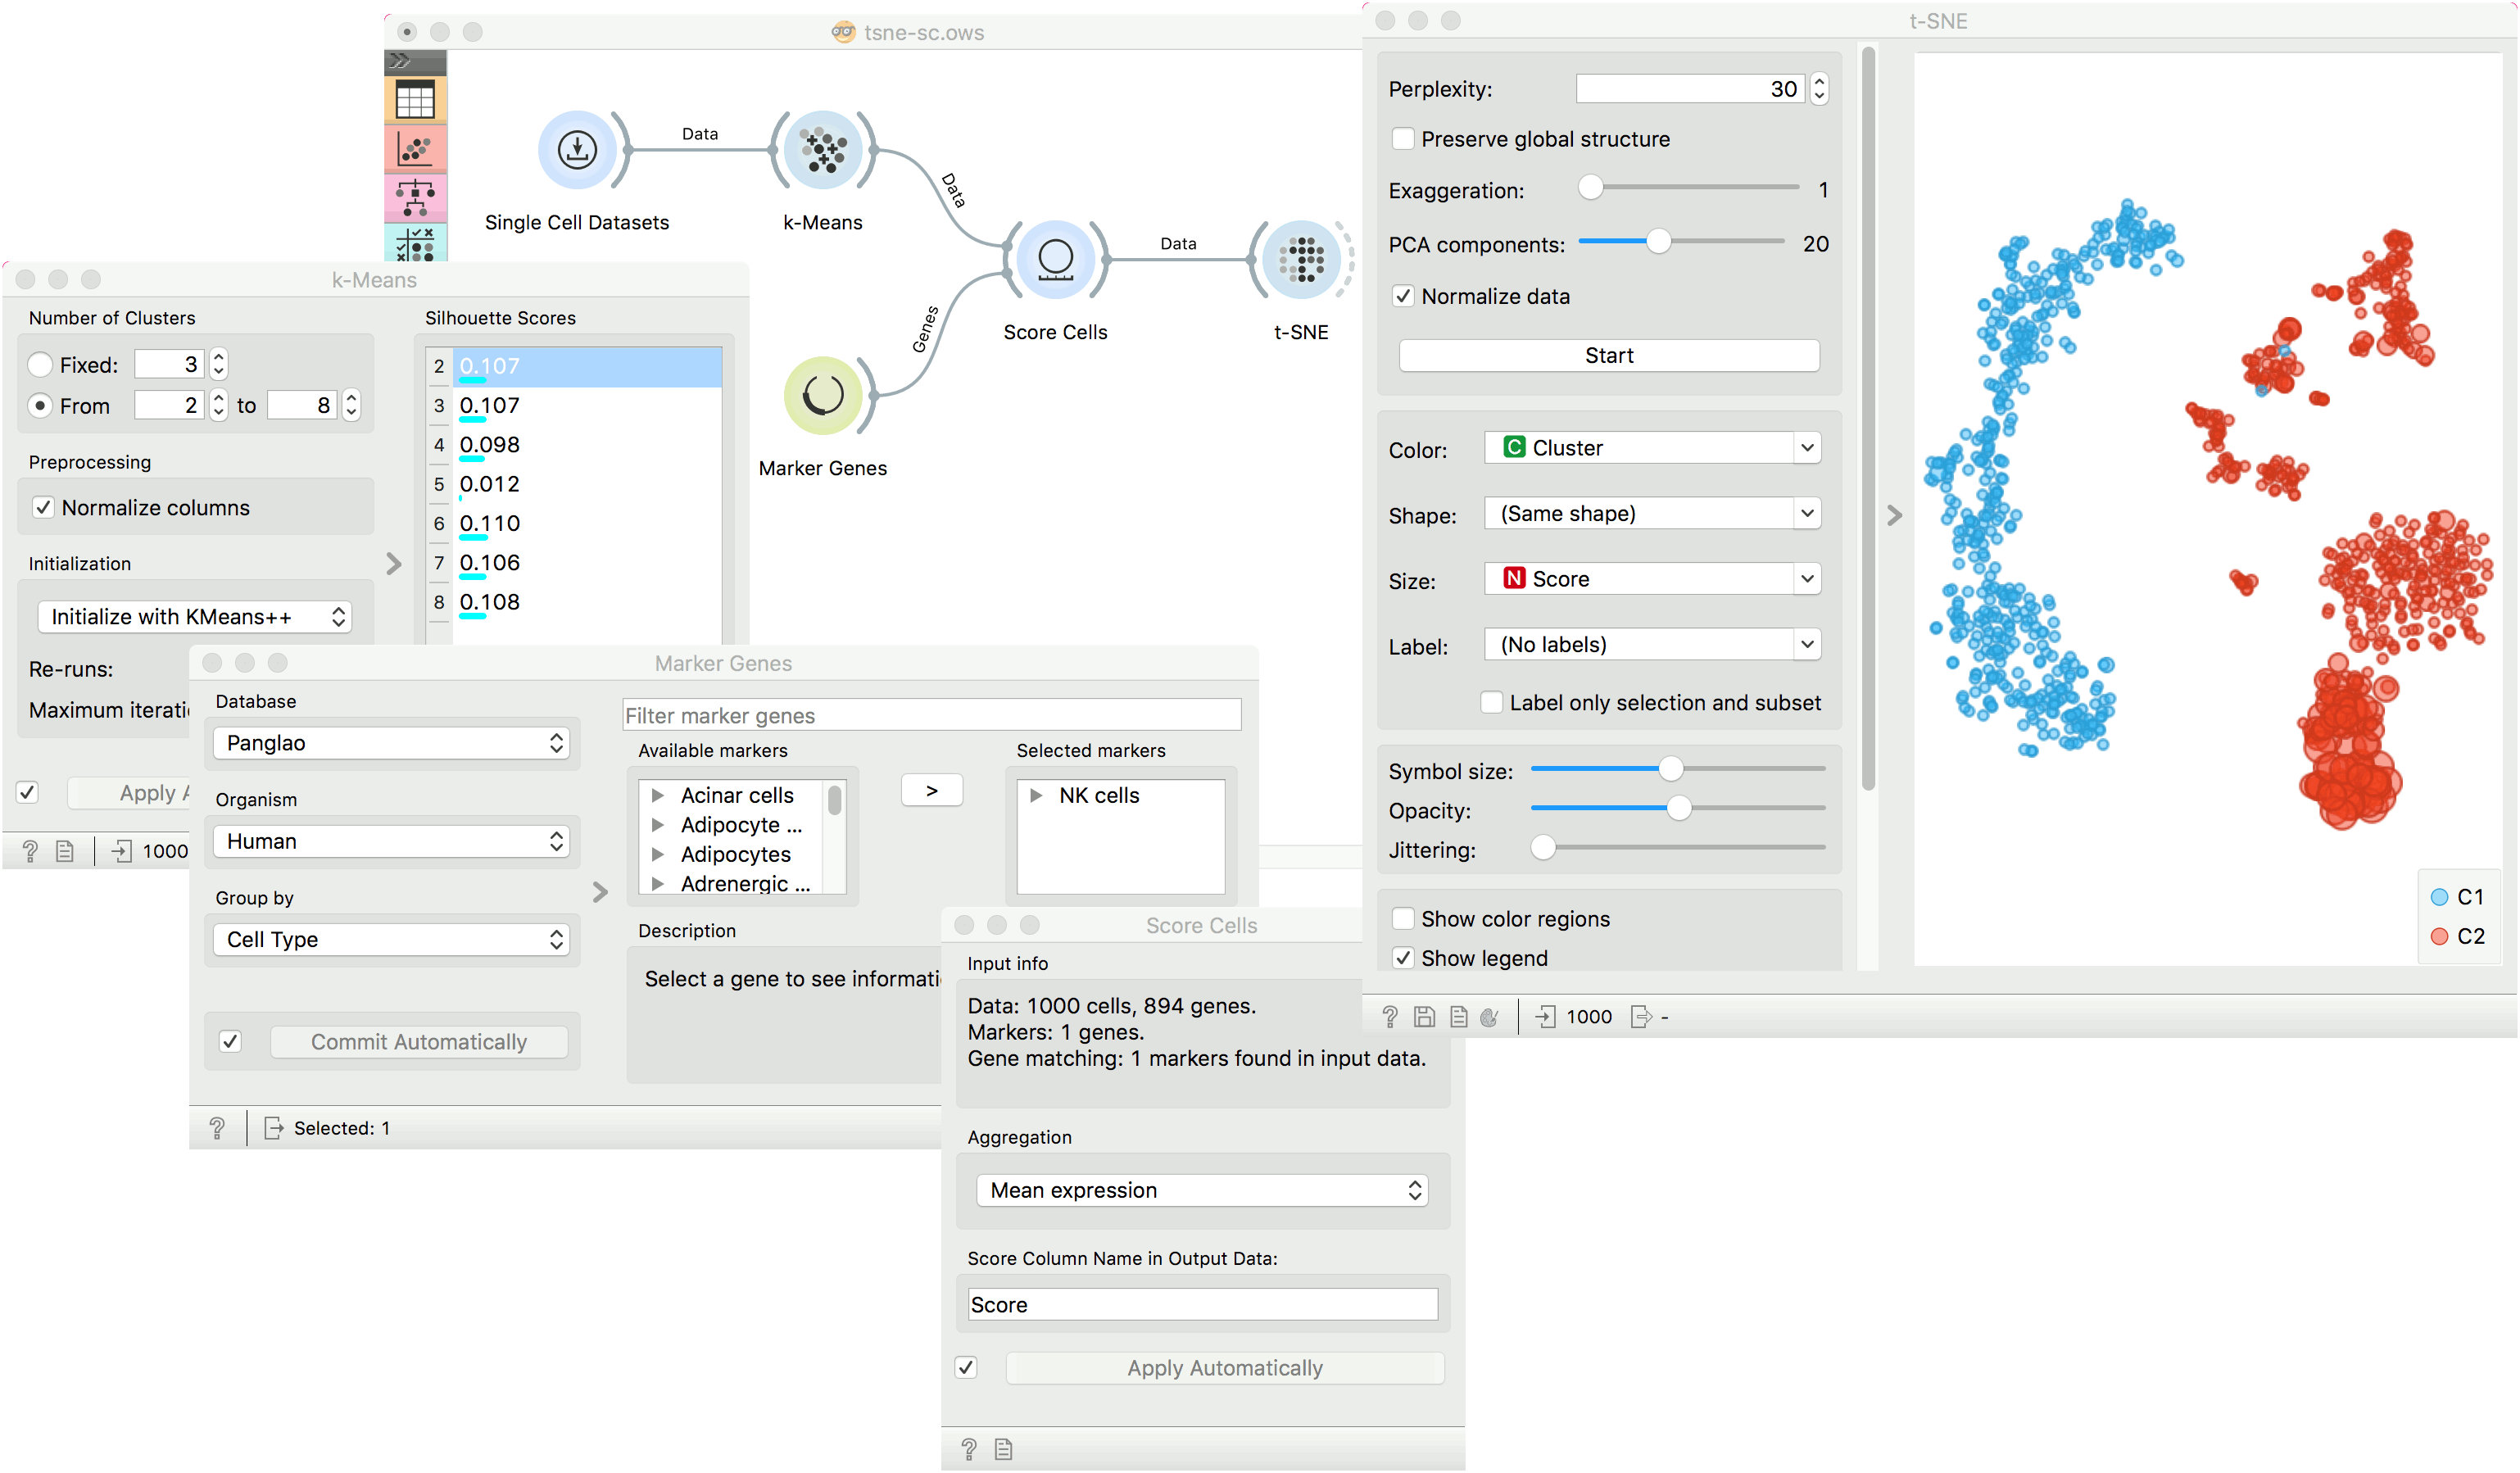 tsne-sc.ows
Data
Data
Genes
Data
Single Cell Datasets
k-Means
Score Cells
t-SNE
Marker Genes
k-Means
Number of Clusters
Fixed: 3
From 2 to 8
Preprocessing
Normalize columns
Initialization
Initialize with KMeans++
Re-runs:
Maximum iterati
Apply A
1000
Silhouette Scores
2 0.107
3 0.107
4 0.098
5 0.012
6 0.110
7 0.106
8 0.108
Marker Genes
Database
Panglao
Organism
Human
Group by
Cell Type
Commit Automatically
Selected: 1
Filter marker genes
Available markers
Acinar cells
Adipocyte ...
Adipocytes
Adrenergic ...
>
Selected markers
NK cells
Description
Select a gene to see informati
Score Cells
Input info
Data: 1000 cells, 894 genes.
Markers: 1 genes.
Gene matching: 1 markers found in input data.
Aggregation
Mean expression
Score Column Name in Output Data:
Score
Apply Automatically
t-SNE
Perplexity: 30
Preserve global structure
Exaggeration: 1
PCA components: 20
Normalize data
Start
Color: C Cluster
Shape: (Same shape)
Size: N Score
Label: (No labels)
Label only selection and subset
Symbol size:
Opacity:
Jittering:
Show color regions
Show legend
1000 -
C1
C2